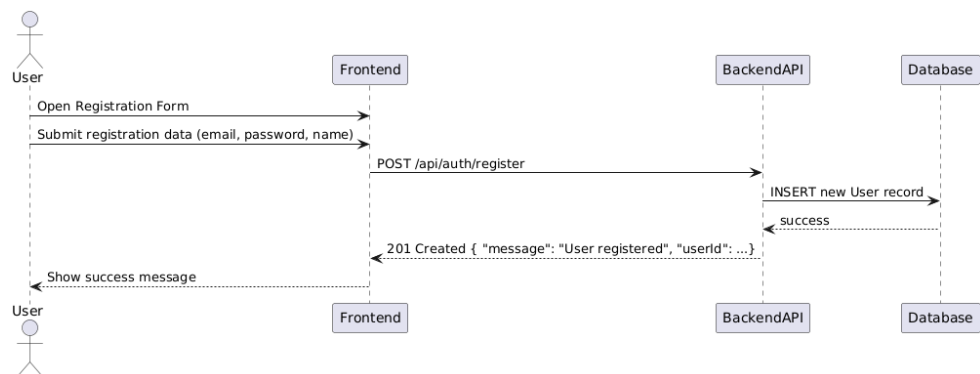 User
Frontend
BackendAPI
Database
Open Registration Form
Submit registration data (email, password, name)
POST /api/auth/register
INSERT new User record
success
201 Created { "message": "User registered", "userId": ...}
Show success message
User
Frontend
BackendAPI
Database